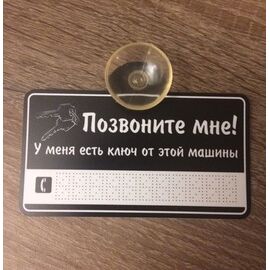 Позвоните мне!
У меня есть ключ от этой машины